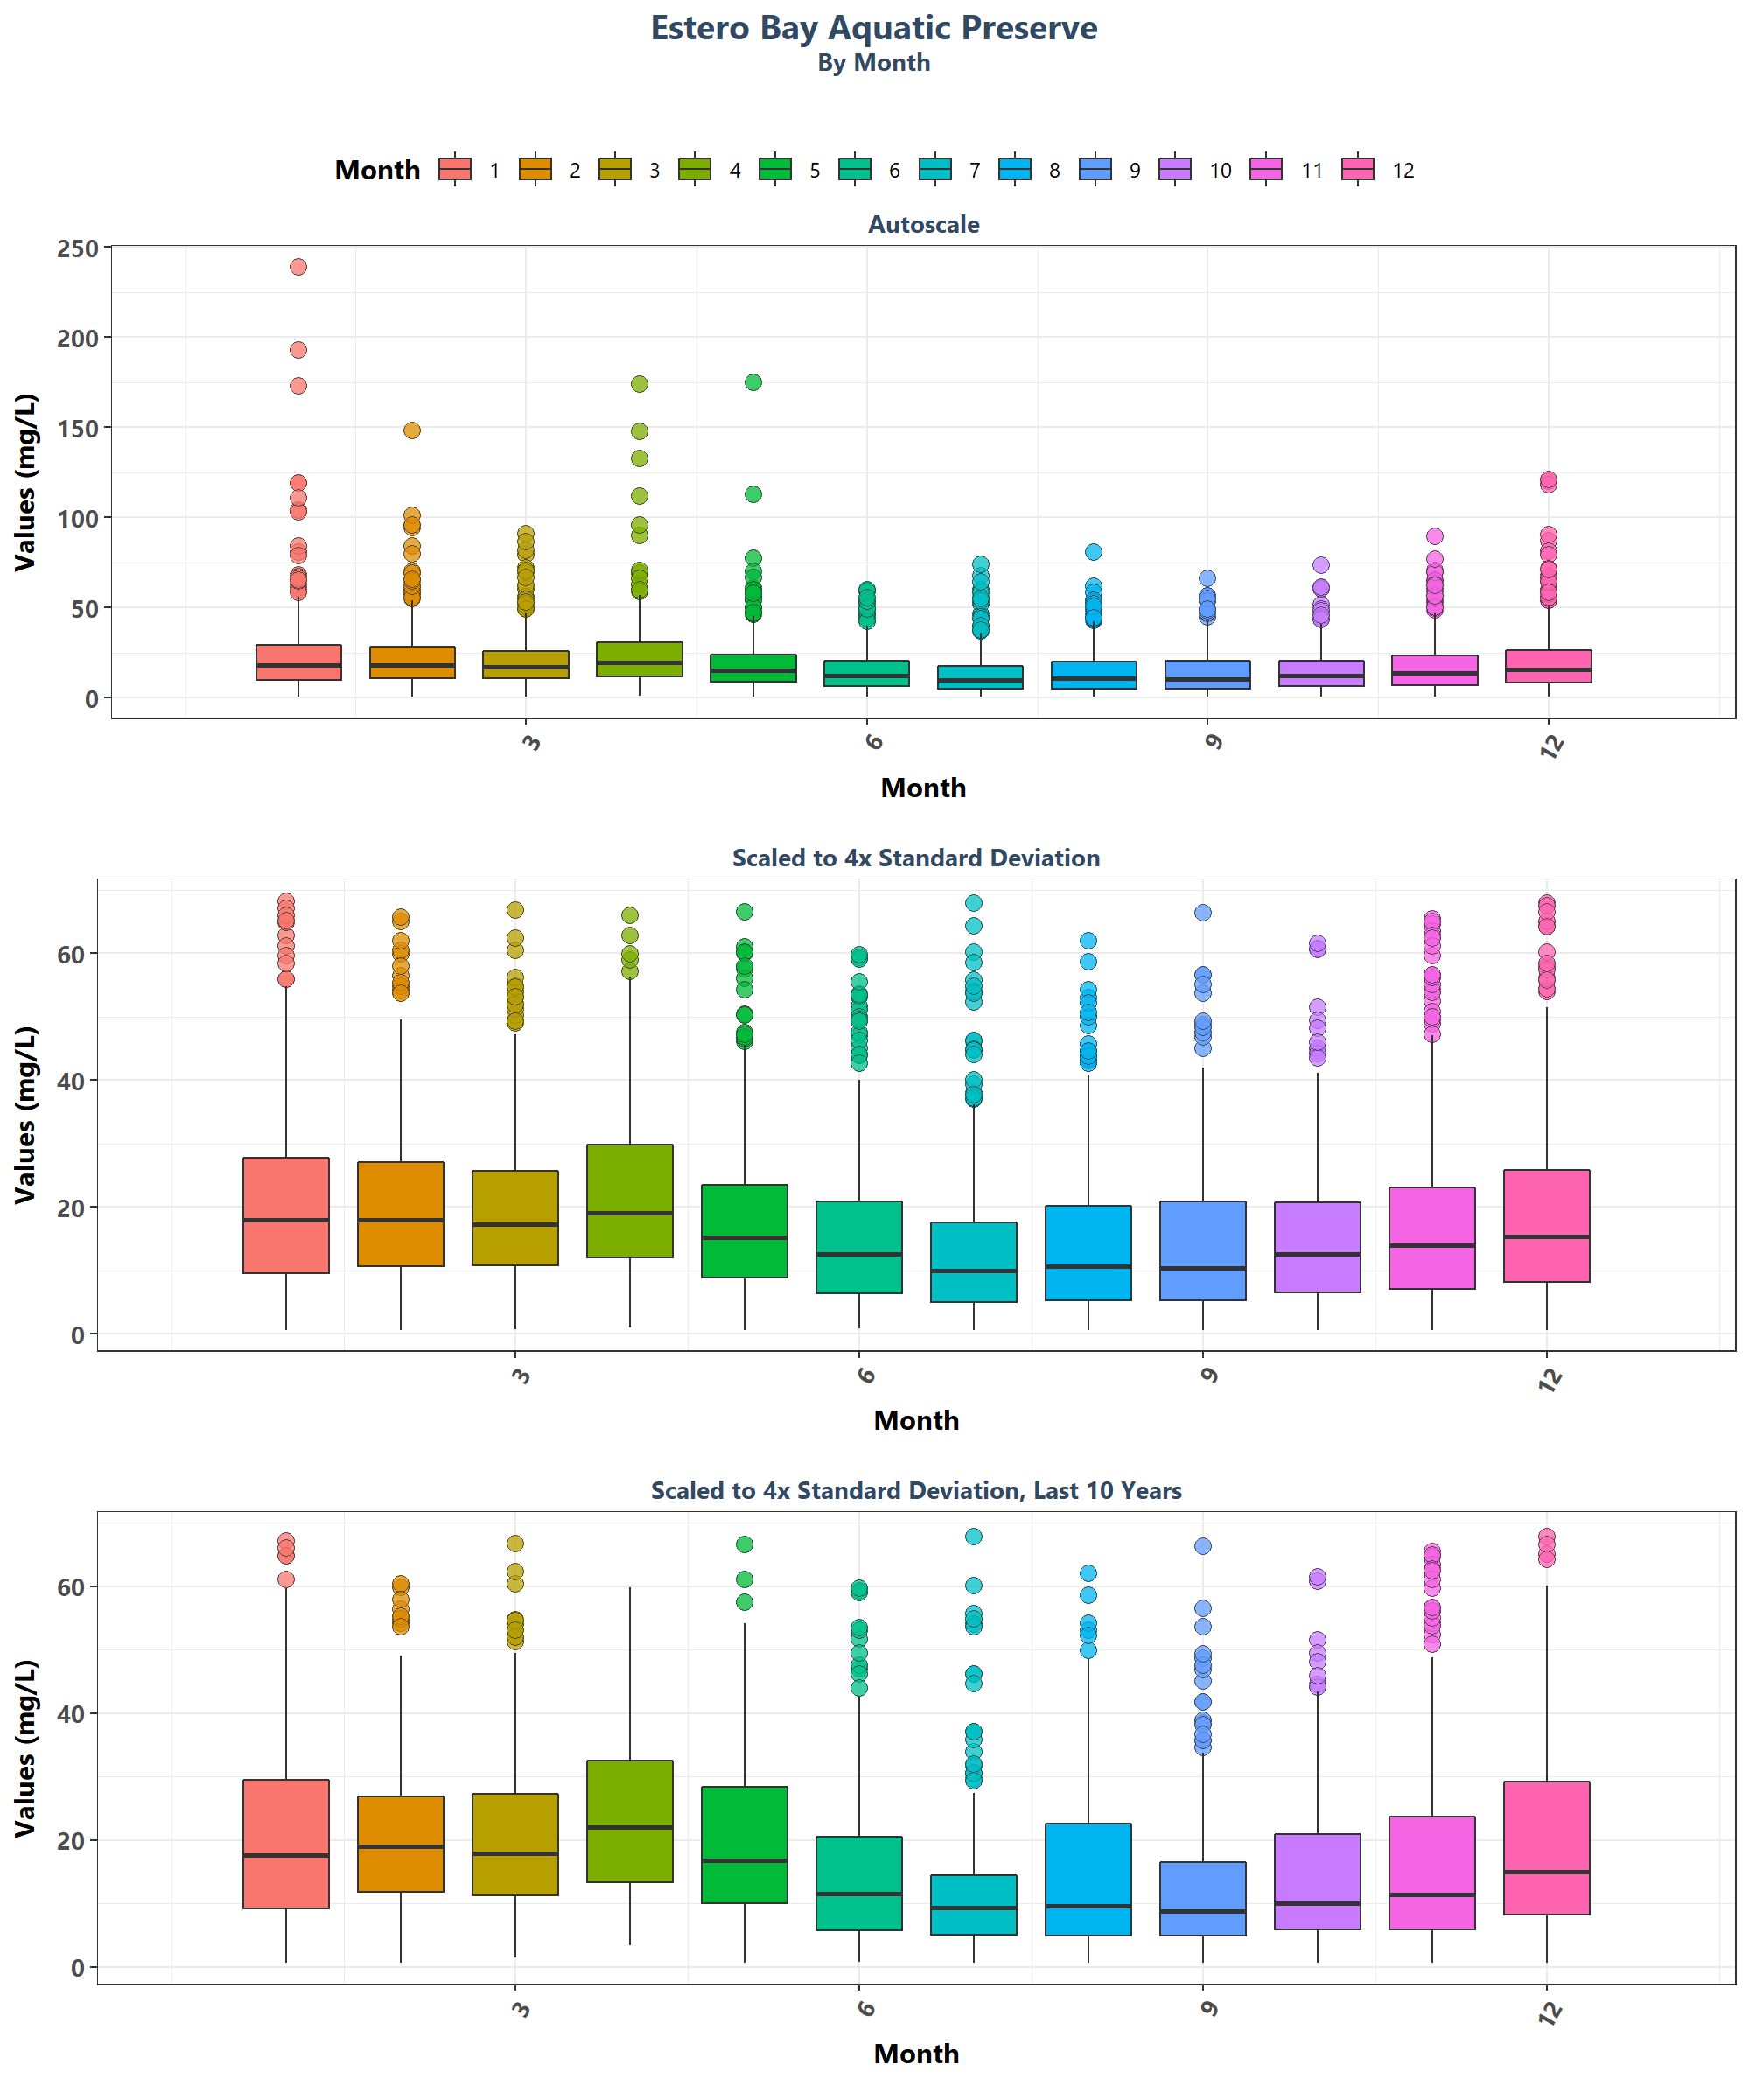 Estero Bay Aquatic Preserve
By Month
Month 1 2 3 4 5 6 7 8 9 10 11 12
Autoscale
Values (mg/L)
250
200
150
100
50
0
3 6 9 12
Month
Scaled to 4x Standard Deviation
Values (mg/L)
60
40
20
0
3 6 9 12
Month
Scaled to 4x Standard Deviation, Last 10 Years
Values (mg/L)
60
40
20
0
3 6 9 12
Month